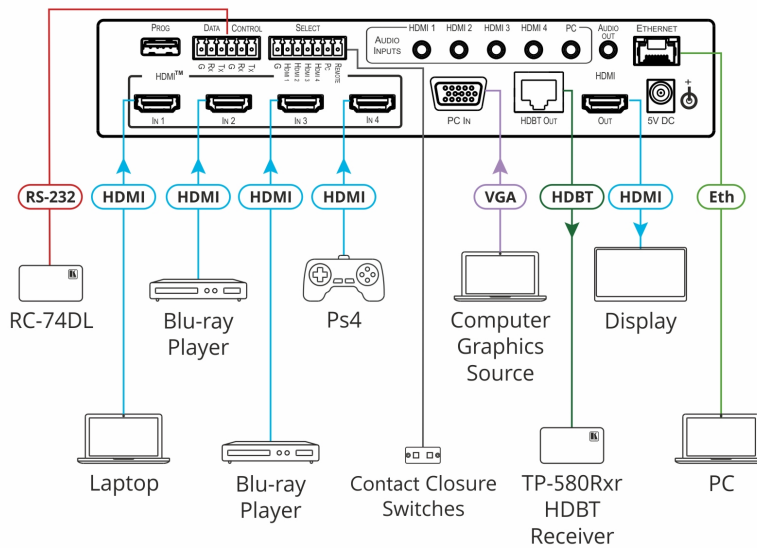 PROG
DATA CONTROL
SELECT
AUDIO INPUTS
HDMI 1
HDMI 2
HDMI 3
HDMI 4
PC
AUDIO OUT
ETHERNET
G
Rx
Tx
G
Rx
Tx
G
HDMI 1
HDMI 2
HDMI 3
HDMI 4
PC
REMOTE
HDMI™
HDMI
+
IN 1
IN 2
IN 3
IN 4
PC IN
HDBT OUT
OUT
5V DC
RS-232
HDMI
HDMI
HDMI
HDMI
VGA
HDBT
HDMI
Eth
RC-74DL
Blu-ray
Player
Ps4
Computer
Graphics
Source
Display
Laptop
Blu-ray
Player
Contact Closure
Switches
TP-580Rxr
HDBT
Receiver
PC